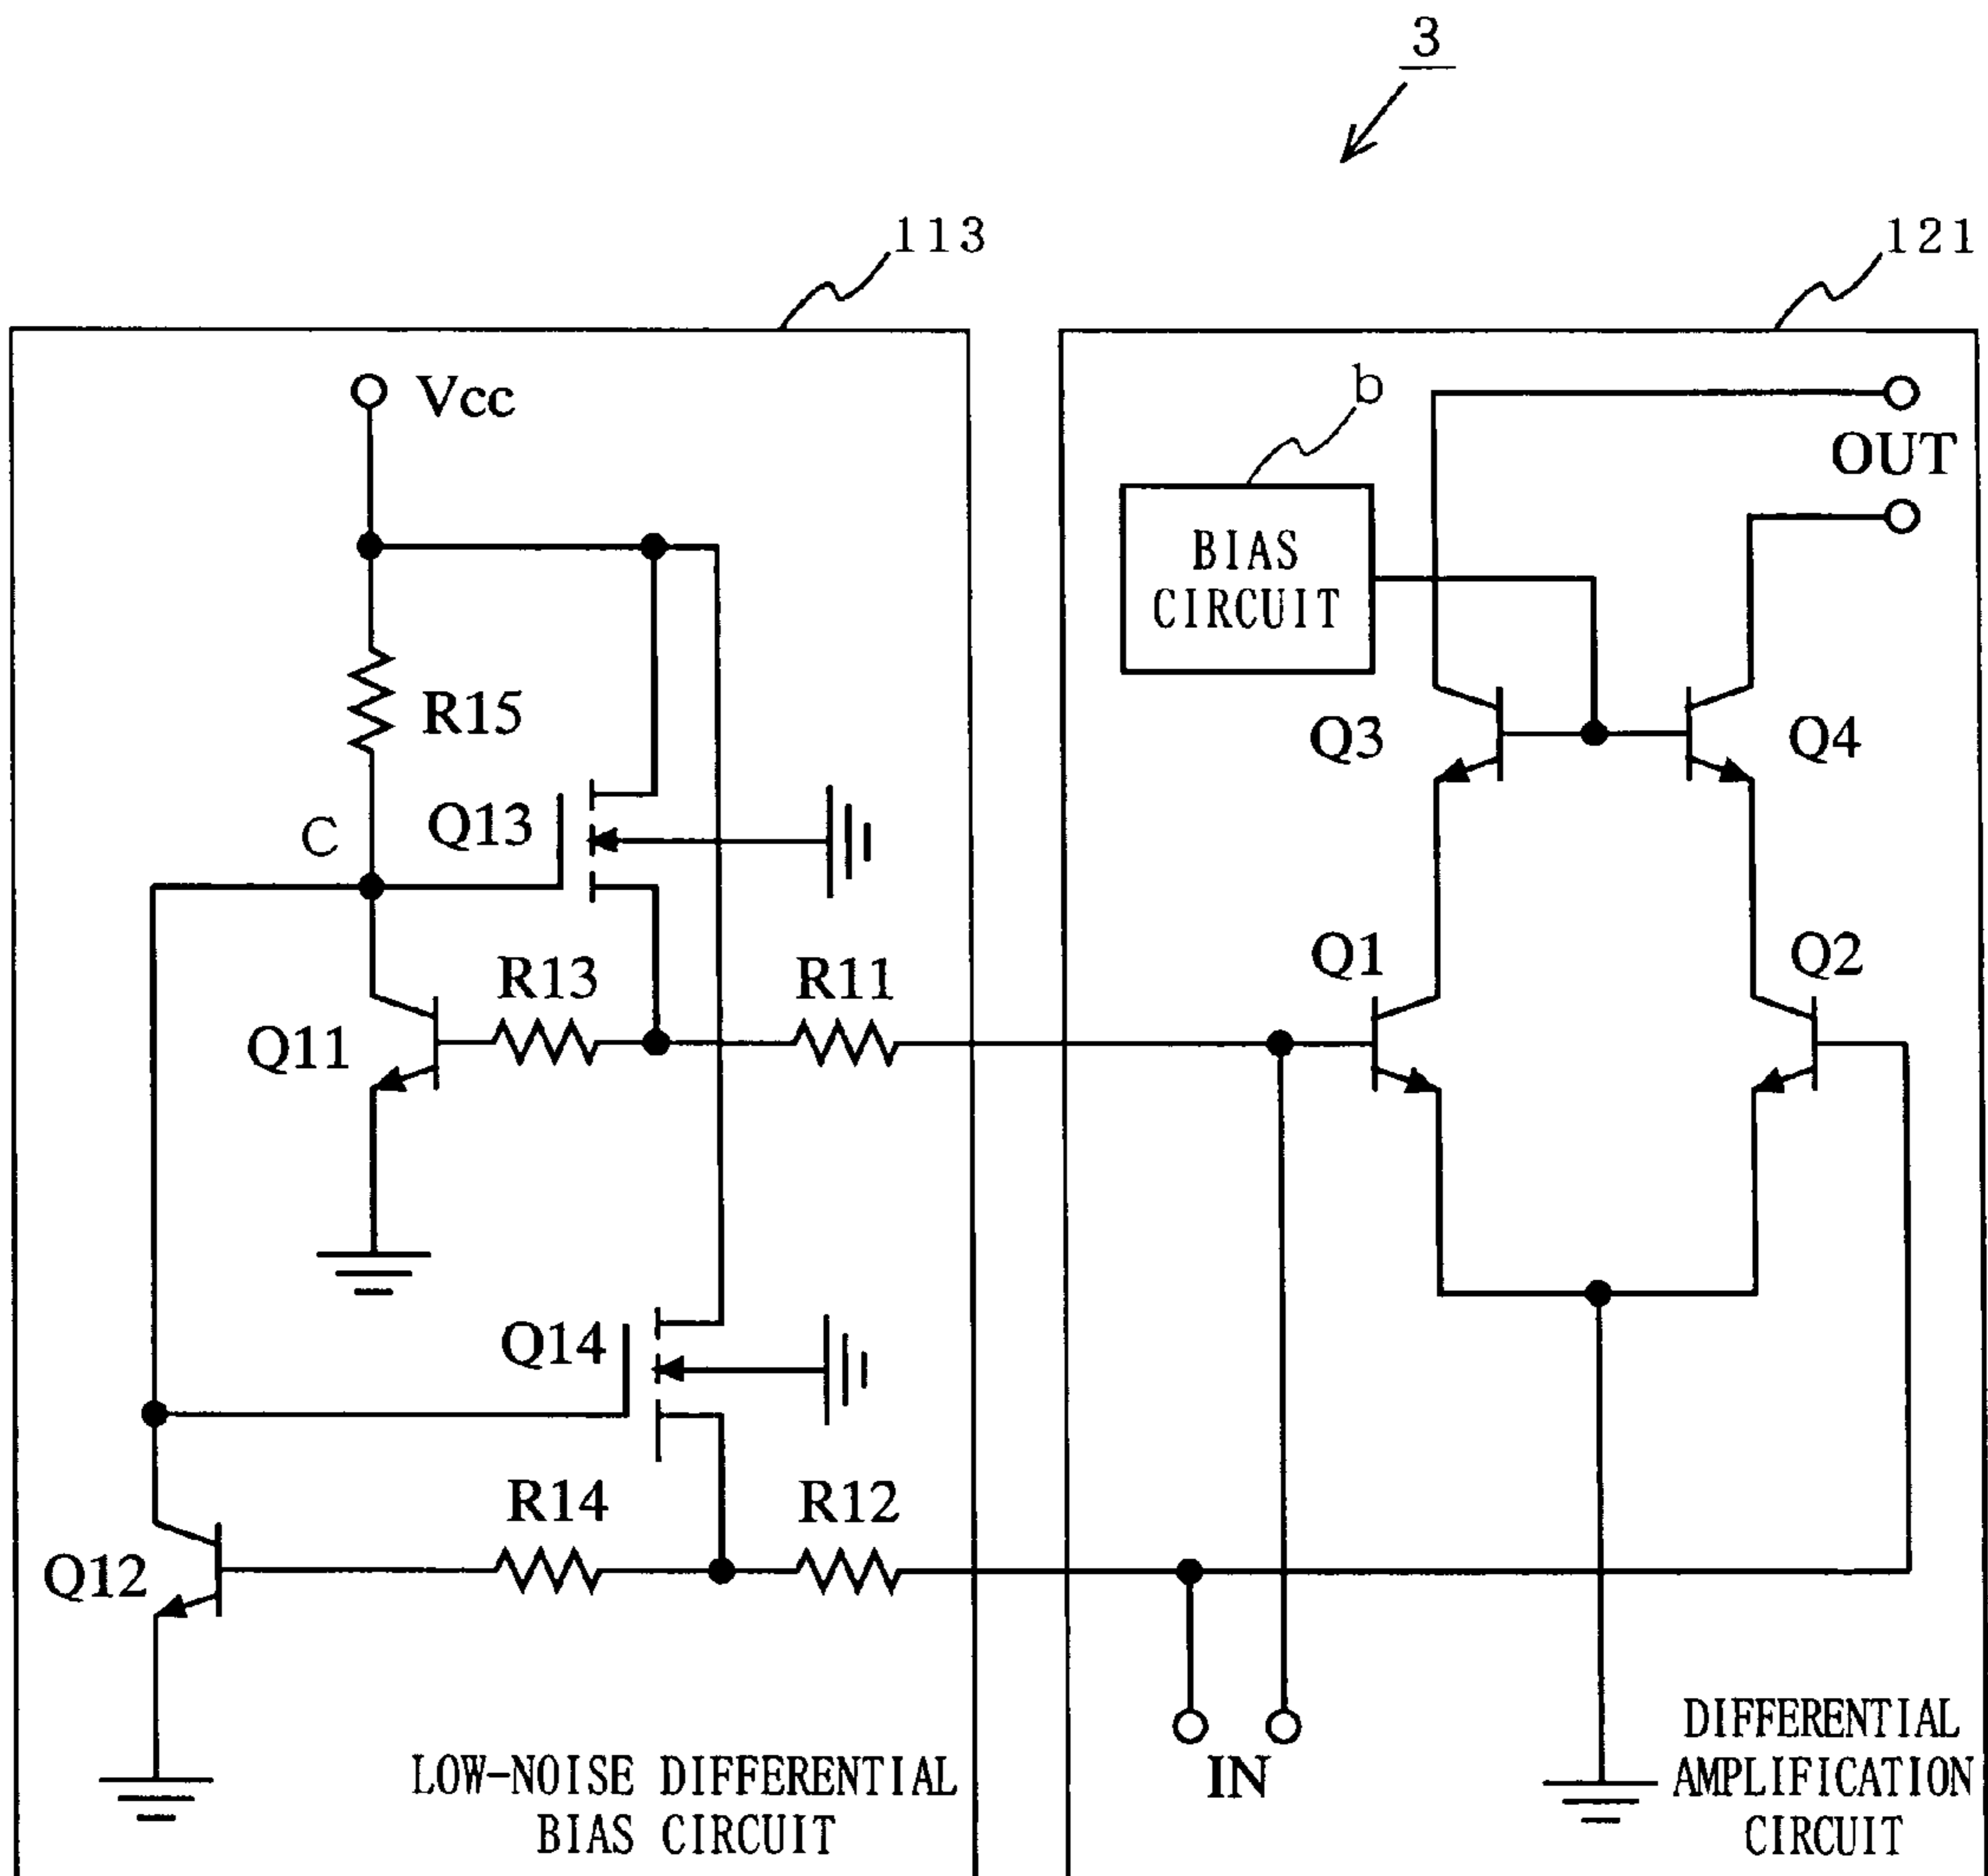 3
113
121
Vcc
b
OUT
BIAS
CIRCUIT
R15
Q3
Q4
C
Q13
R13
R11
Q1
Q2
Q11
Q14
R14
R12
Q12
IN
LOW-NOISE DIFFERENTIAL
BIAS CIRCUIT
DIFFERENTIAL
AMPLIFICATION
CIRCUIT